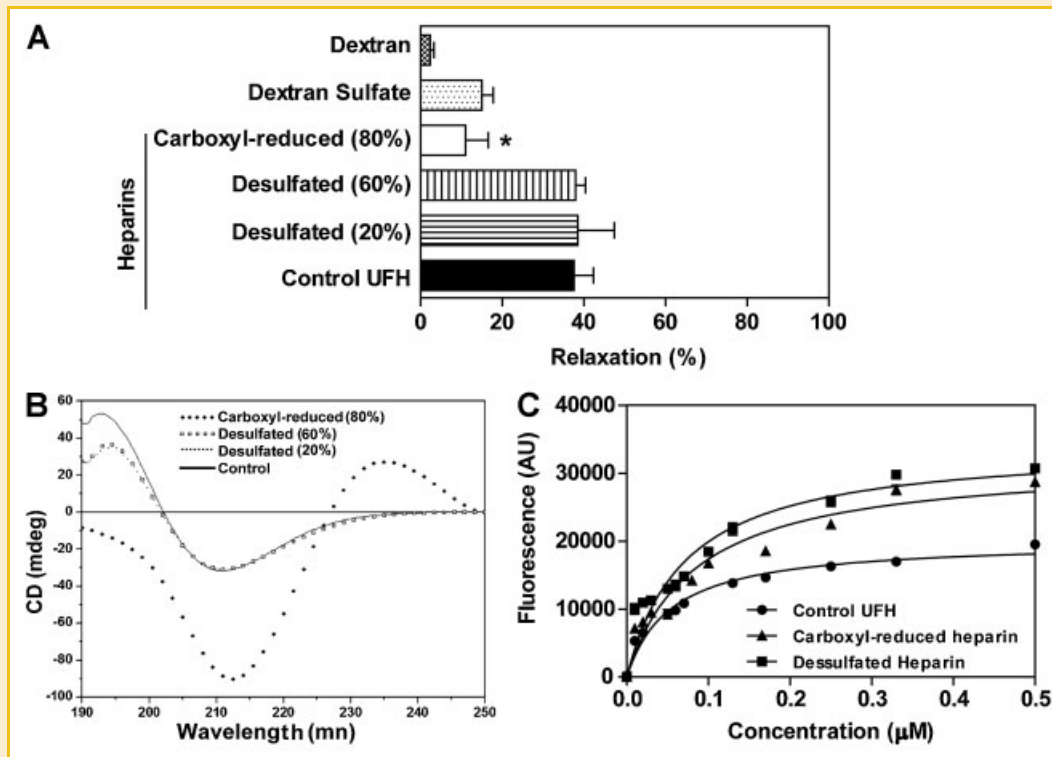 A
Dextran
Dextran Sulfate
Carboxyl-reduced (80%)
*
Desulfated (60%)
Desulfated (20%)
Control UFH
Heparins
0 20 40 60 80 100
Relaxation (%)
B
60
40
20
0
-20
-40
-60
-80
-100
CD (mdeg)
Carboxyl-reduced (80%)
Desulfated (60%)
Desulfated (20%)
Control
190 200 210 220 230 240 250
Wavelength (mn)
C
40000
30000
20000
10000
0
Fluorescence (AU)
Control UFH
Carboxyl-reduced heparin
Dessulfated Heparin
0.0 0.1 0.2 0.3 0.4 0.5
Concentration (μM)